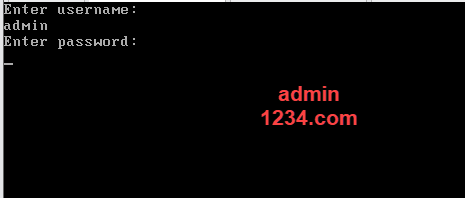 Enter username:
admin
Enter password:
admin
1234.com